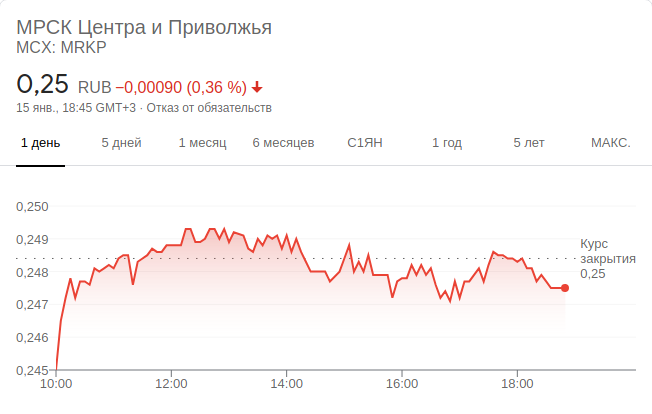 МРСК Центра и Приволжья
MCX: MRKP
0,25 RUB −0,00090 (0,36 %)
15 янв., 18:45 GMT+3 · Отказ от обязательств
1 день 5 дней 1 месяц 6 месяцев С1ЯН 1 год 5 лет МАКС.
0,250
0,249
0,248
0,247
0,246
0,245
Курс
закрытия
0,25
10:00 12:00 14:00 16:00 18:00